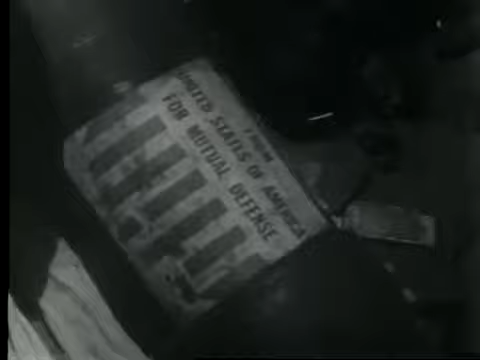 FROM
UNITED STATES OF AMERICA
FOR MUTUAL DEFENSE